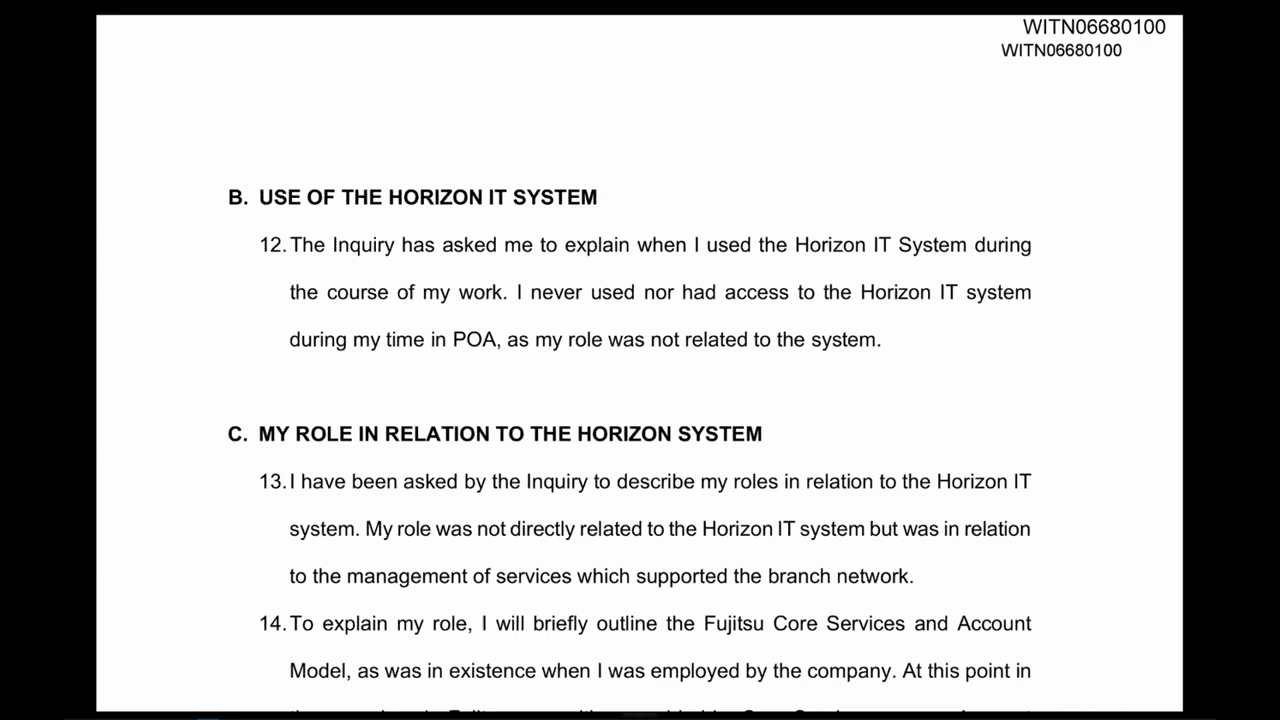 WITN06680100
WITN06680100
B. USE OF THE HORIZON IT SYSTEM
12. The Inquiry has asked me to explain when I used the Horizon IT System during
the course of my work. I never used nor had access to the Horizon IT system
during my time in POA, as my role was not related to the system.
C. MY ROLE IN RELATION TO THE HORIZON SYSTEM
13. I have been asked by the Inquiry to describe my roles in relation to the Horizon IT
system. My role was not directly related to the Horizon IT system but was in relation
to the management of services which supported the branch network.
14. To explain my role, I will briefly outline the Fujitsu Core Services and Account
Model, as was in existence when I was employed by the company. At this point in